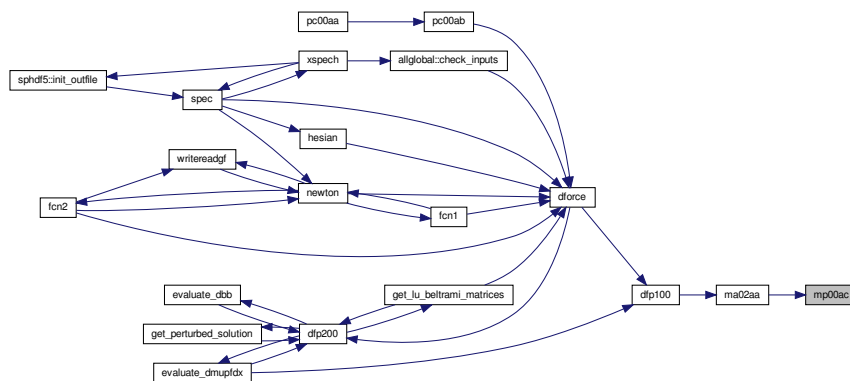 pc00aa
pc00ab
xspech
allglobal::check_inputs
sphdf5::init_outfile
spec
hesian
writereadgf
newton
dforce
fcn2
fcn1
evaluate_dbb
get_lu_beltrami_matrices
dfp100
ma02aa
mp00ac
get_perturbed_solution
dfp200
evaluate_dmupfdx